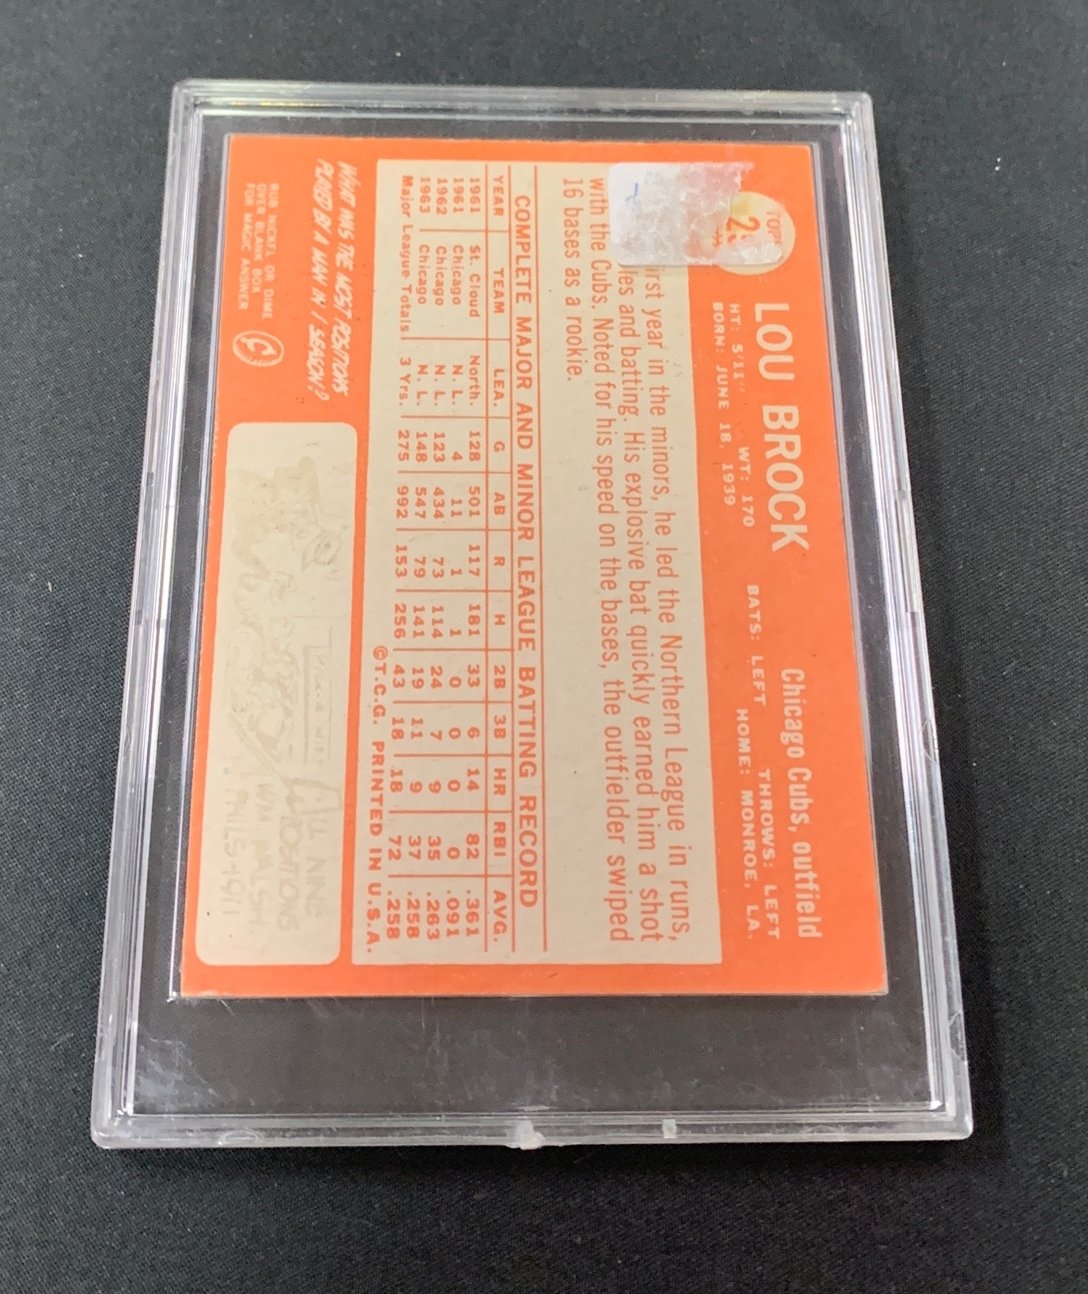 LOU BROCK
Chicago Cubs, outfield
HT: 5'11" WT: 170 BATS: LEFT THROWS: LEFT
BORN: JUNE 18, 1939 HOME: MONROE, LA.
first year in the minors, he led the Northern League in runs,
and batting. His explosive bat quickly earned him a shot
with the Cubs. Noted for his speed on the bases, the outfielder swiped
16 bases as a rookie.
COMPLETE MAJOR AND MINOR LEAGUE BATTING RECORD
YEAR TEAM LEA. G AB R H 2B 3B HR RBI AVG.
1961 St. Cloud North. 128 501 117 181 33 6 14 82 .361
1961 Chicago N. L. 4 11 1 1 0 0 0 0 .091
1962 Chicago N. L. 123 434 73 114 24 7 9 35 .263
1963 Chicago N. L. 148 547 79 141 19 11 9 37 .258
Major League Totals 3 Yrs. 275 992 153 256 43 18 18 72 .258
©T.C.G. PRINTED IN U.S.A.
WHAT WAS THE MOST POSITIONS
PLAYED BY A MAN IN 1 SEASON?
RUB NICKEL OR DIME
OVER BLANK BOX
FOR MAGIC ANSWER
ALL NINE
POSITIONS
WM. WALSH
PHILS-1911